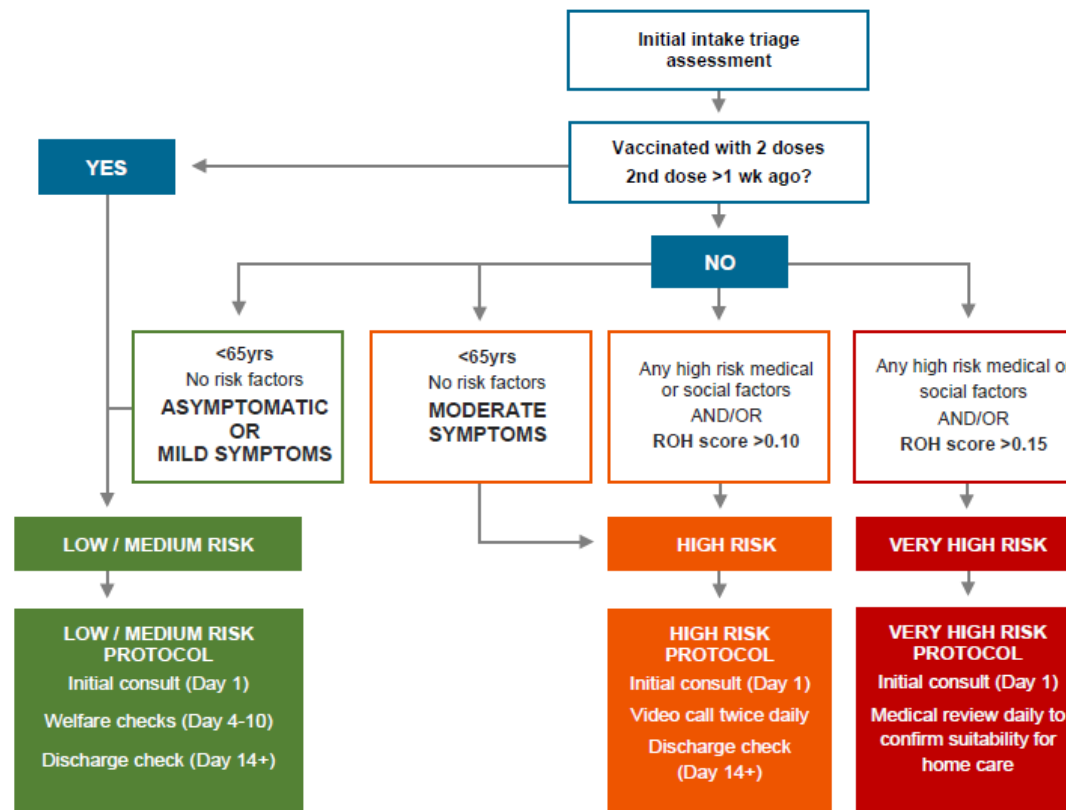 Initial intake triage
assessment
Vaccinated with 2 doses
2nd dose >1 wk ago?
YES
NO
<65yrs
No risk factors
ASYMPTOMATIC
OR
MILD SYMPTOMS
<65yrs
No risk factors
MODERATE
SYMPTOMS
Any high risk medical
or social factors
AND/OR
ROH score >0.10
Any high risk medical or
social factors
AND/OR
ROH score >0.15
LOW / MEDIUM RISK
HIGH RISK
VERY HIGH RISK
LOW / MEDIUM RISK
PROTOCOL
Initial consult (Day 1)
Welfare checks (Day 4-10)
Discharge check (Day 14+)
HIGH RISK
PROTOCOL
Initial consult (Day 1)
Video call twice daily
Discharge check
(Day 14+)
VERY HIGH RISK
PROTOCOL
Initial consult (Day 1)
Medical review daily to
confirm suitability for
home care